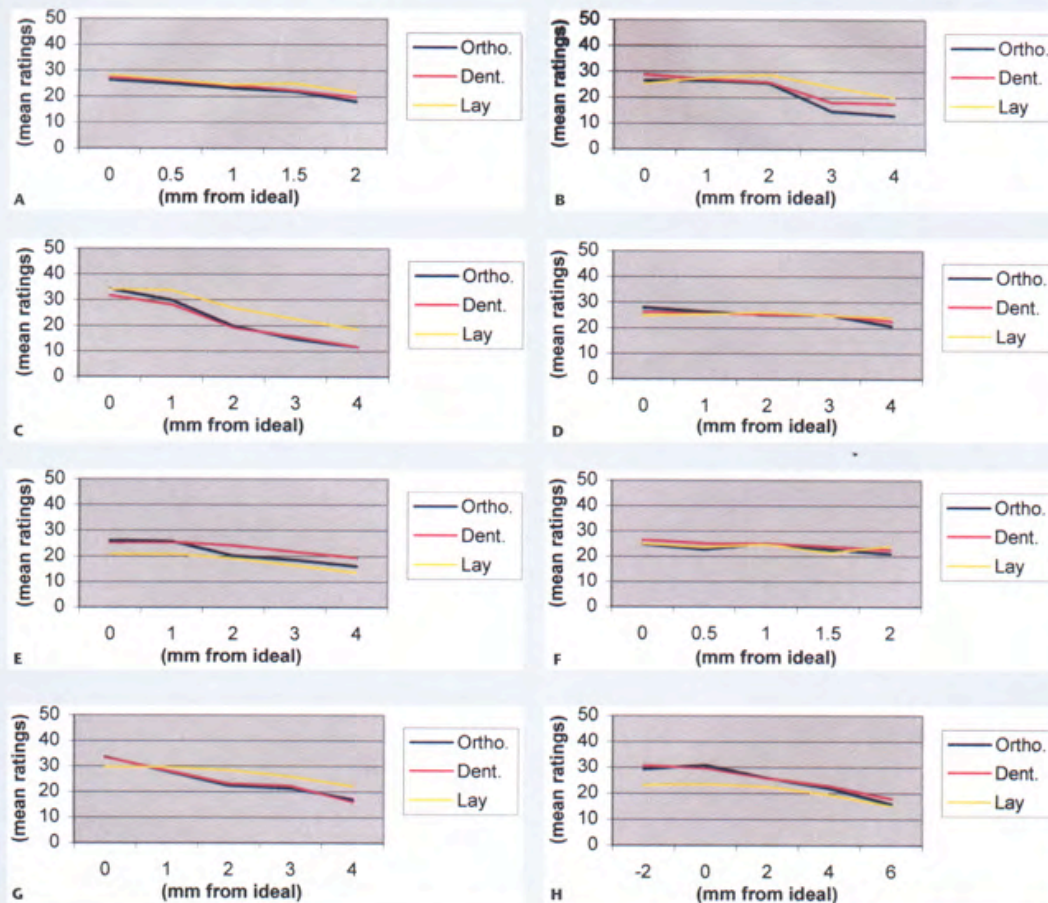 50
40
30
20
10
0
(mean ratings)
0 0.5 1 1.5 2
(mm from ideal)
Ortho.
Dent.
Lay
A
50
40
30
20
10
0
(mean ratings)
0 1 2 3 4
(mm from ideal)
Ortho.
Dent.
Lay
B
50
40
30
20
10
0
(mean ratings)
0 1 2 3 4
(mm from ideal)
Ortho.
Dent.
Lay
C
50
40
30
20
10
0
(mean ratings)
0 1 2 3 4
(mm from ideal)
Ortho.
Dent.
Lay
D
50
40
30
20
10
0
(mean ratings)
0 1 2 3 4
(mm from ideal)
Ortho.
Dent.
Lay
E
50
40
30
20
10
0
(mean ratings)
0 0.5 1 1.5 2
(mm from ideal)
Ortho.
Dent.
Lay
F
50
40
30
20
10
0
(mean ratings)
0 1 2 3 4
(mm from ideal)
Ortho.
Dent.
Lay
G
50
40
30
20
10
0
(mean ratings)
-2 0 2 4 6
(mm from ideal)
Ortho.
Dent.
Lay
H